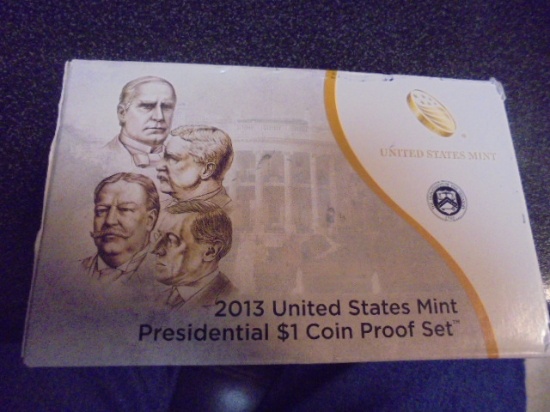 UNITED STATES MINT
2013 United States Mint
Presidential $1 Coin Proof Set™